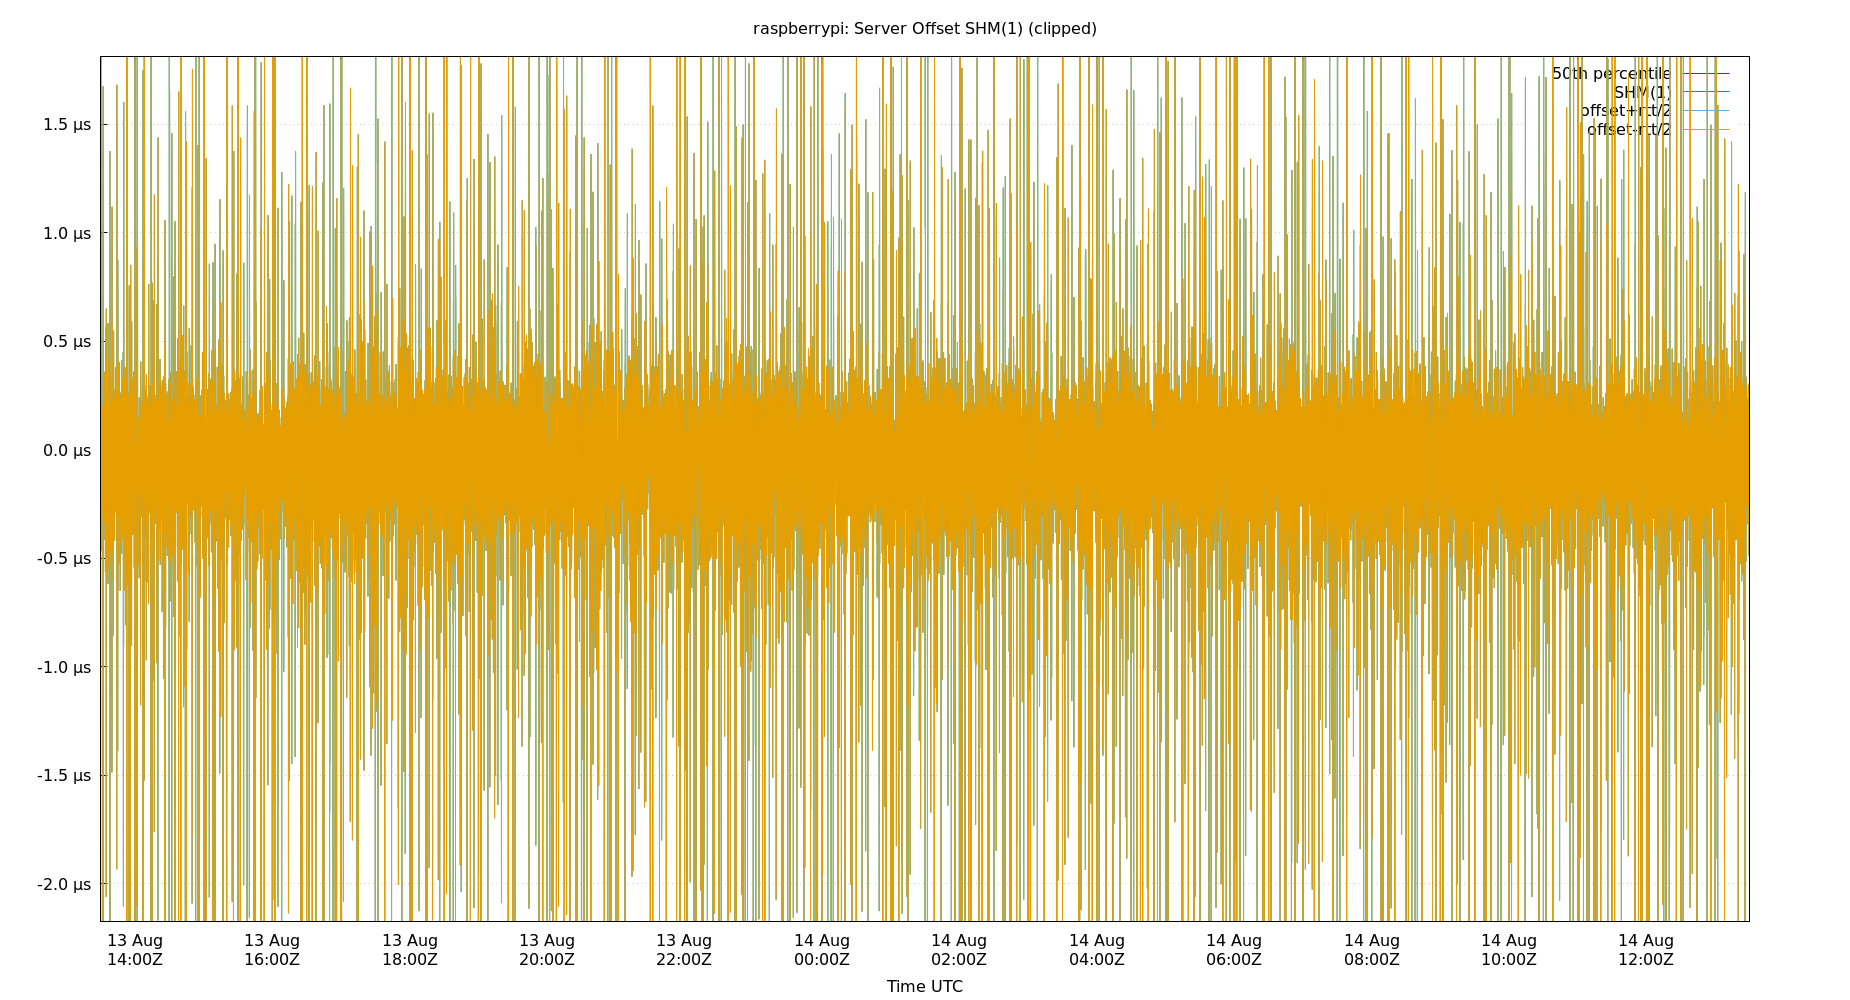 raspberrypi: Server Offset SHM(1) (clipped)
50th percentile
SHM(1)
offset+rtt/2
offset-rtt/2
1.5 µs
1.0 µs
0.5 µs
0.0 µs
-0.5 µs
-1.0 µs
-1.5 µs
-2.0 µs
13 Aug 13 Aug 13 Aug 13 Aug 13 Aug 14 Aug 14 Aug 14 Aug 14 Aug 14 Aug 14 Aug 14 Aug
14:00Z 16:00Z 18:00Z 20:00Z 22:00Z 00:00Z 02:00Z 04:00Z 06:00Z 08:00Z 10:00Z 12:00Z
Time UTC